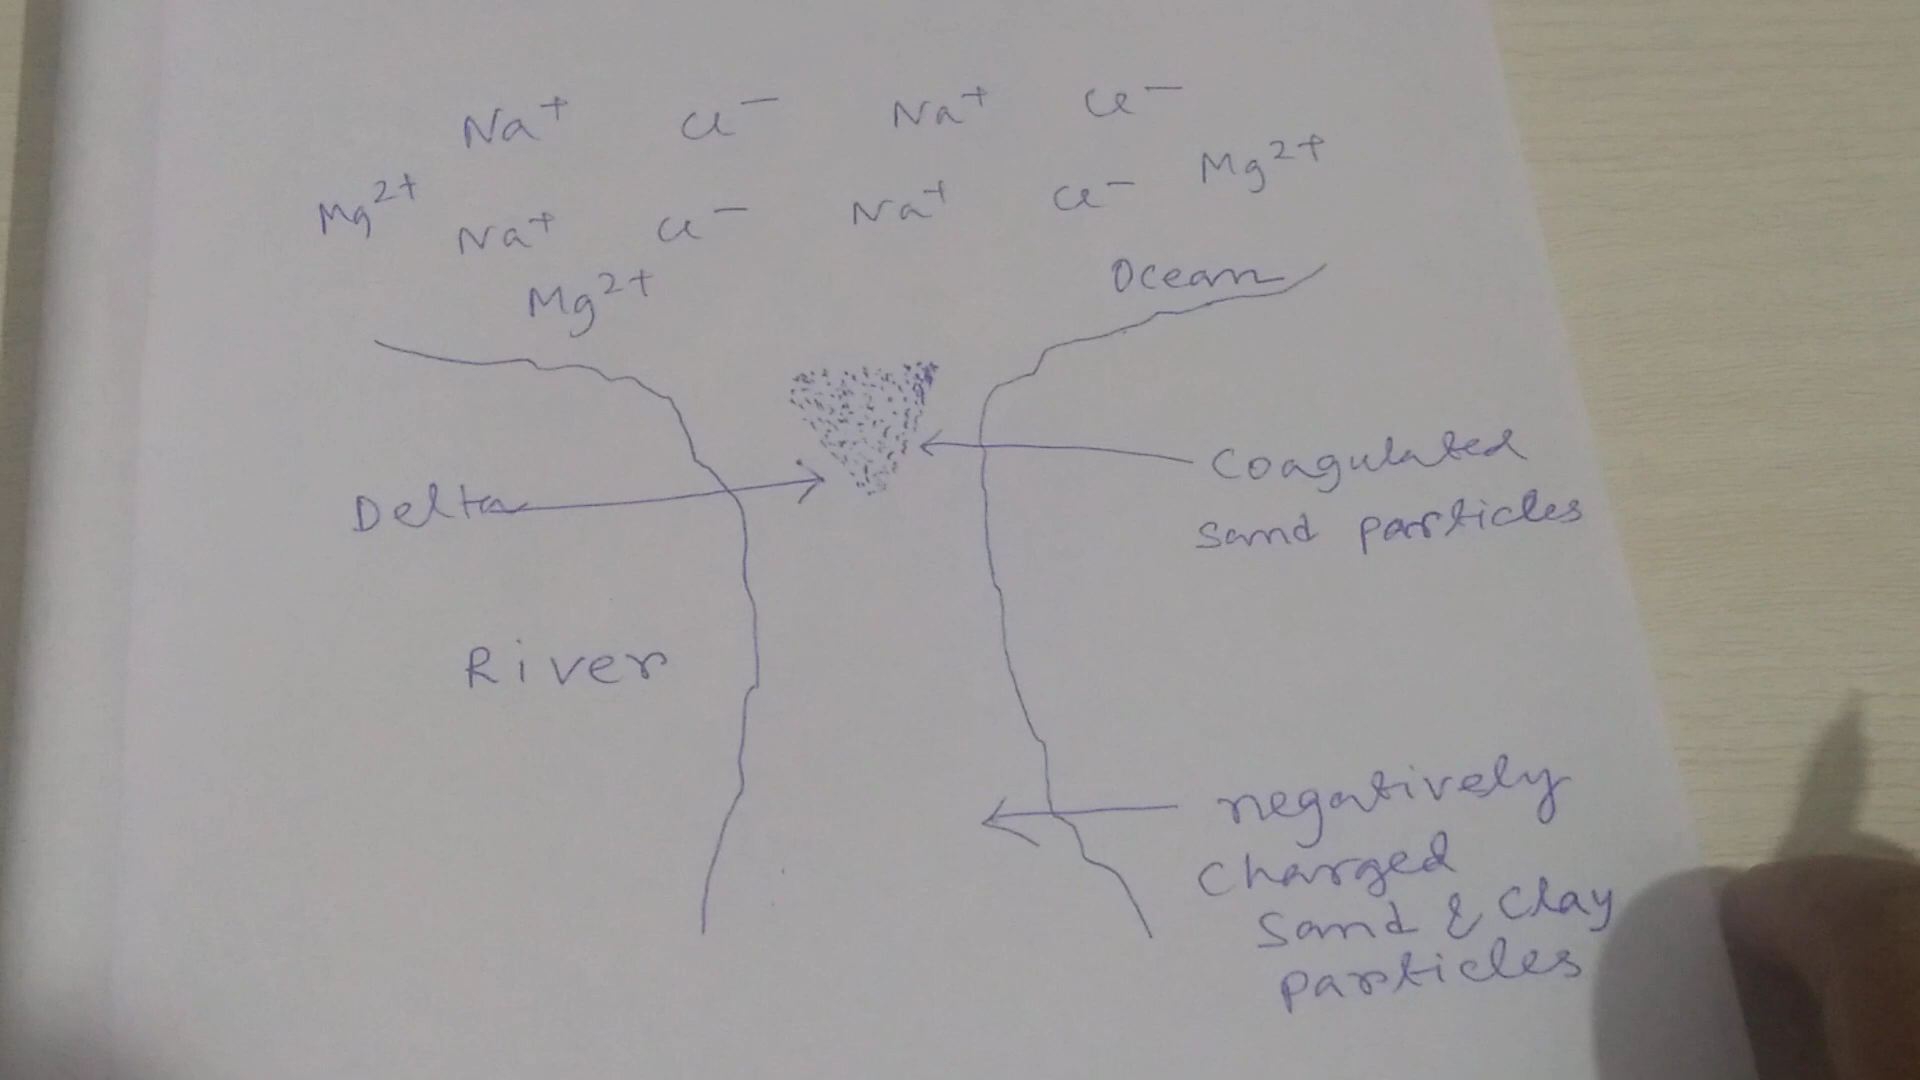 Na⁺ Cl⁻ Na⁺ Cl⁻
Mg²⁺ Na⁺ Cl⁻ Na⁺ Cl⁻ Mg²⁺
Mg²⁺
Ocean
Delta
Coagulated
sand particles
River
negatively
charged
Sand & Clay
particles